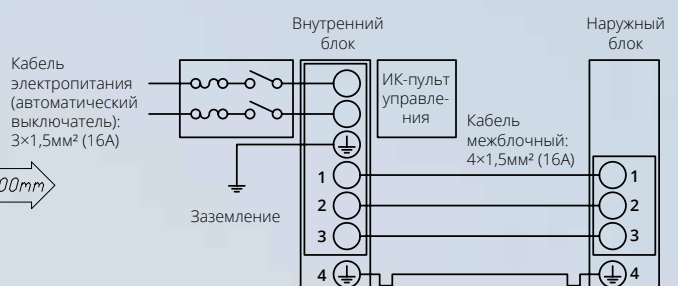 Внутренний
блок
Наружный
блок
Кабель
электропитания
(автоматический
выключатель):
3×1,5мм² (16А)
ИК-пульт
управле-
ния
Кабель
межблочный:
4×1,5мм² (16А)
00mm
Заземление
1
2
3
4
1
2
3
4